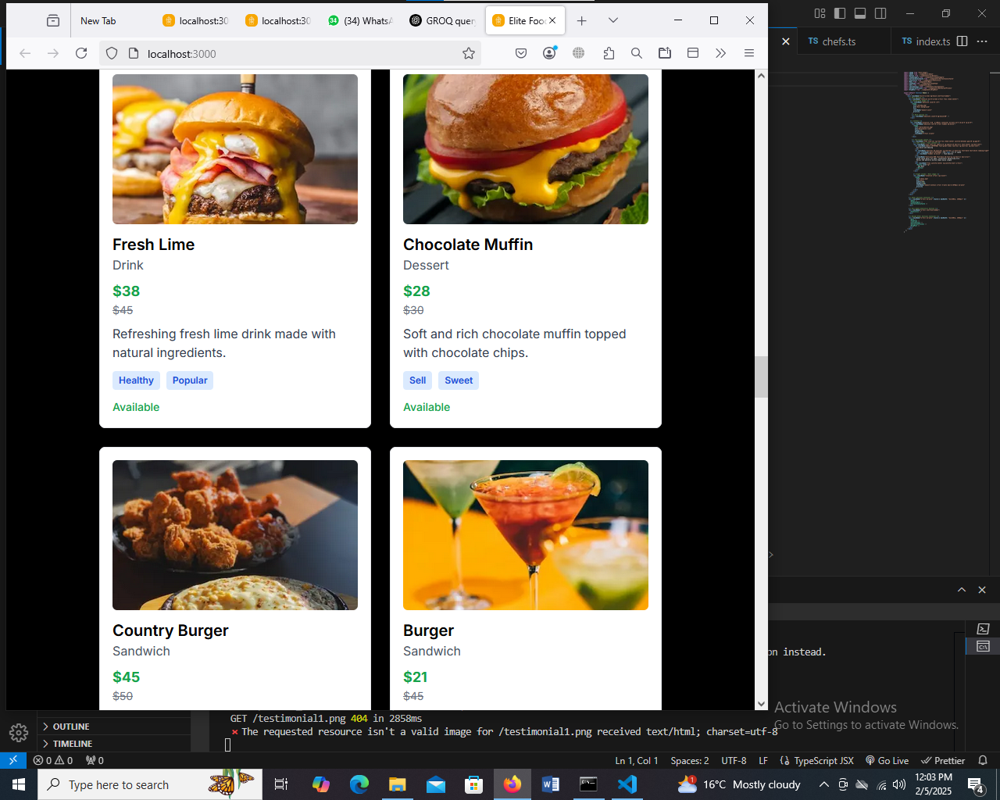 New Tab
localhost:30
localhost:30
(34) WhatsA
GROQ quer
Elite Food
localhost:3000
TS chefs.ts
TS index.ts
Fresh Lime
Drink
$38
$45
Refreshing fresh lime drink made with
natural ingredients.
Healthy Popular
Available
Chocolate Muffin
Dessert
$28
$30
Soft and rich chocolate muffin topped
with chocolate chips.
Sell Sweet
Available
Country Burger
Sandwich
$45
$50
Burger
Sandwich
$21
$45
on instead.
GET /testimonial1.png 404 in 2858ms
The requested resource isn't a valid image for /testimonial1.png received text/html; charset=utf-8
Activate Windows
Go to Settings to activate Windows.
OUTLINE
TIMELINE
0 0 0
Ln 1, Col 1 Spaces: 2 UTF-8 LF TypeScript JSX Go Live Prettier
Type here to search
1
16°C Mostly cloudy
12:03 PM
2/5/2025
4